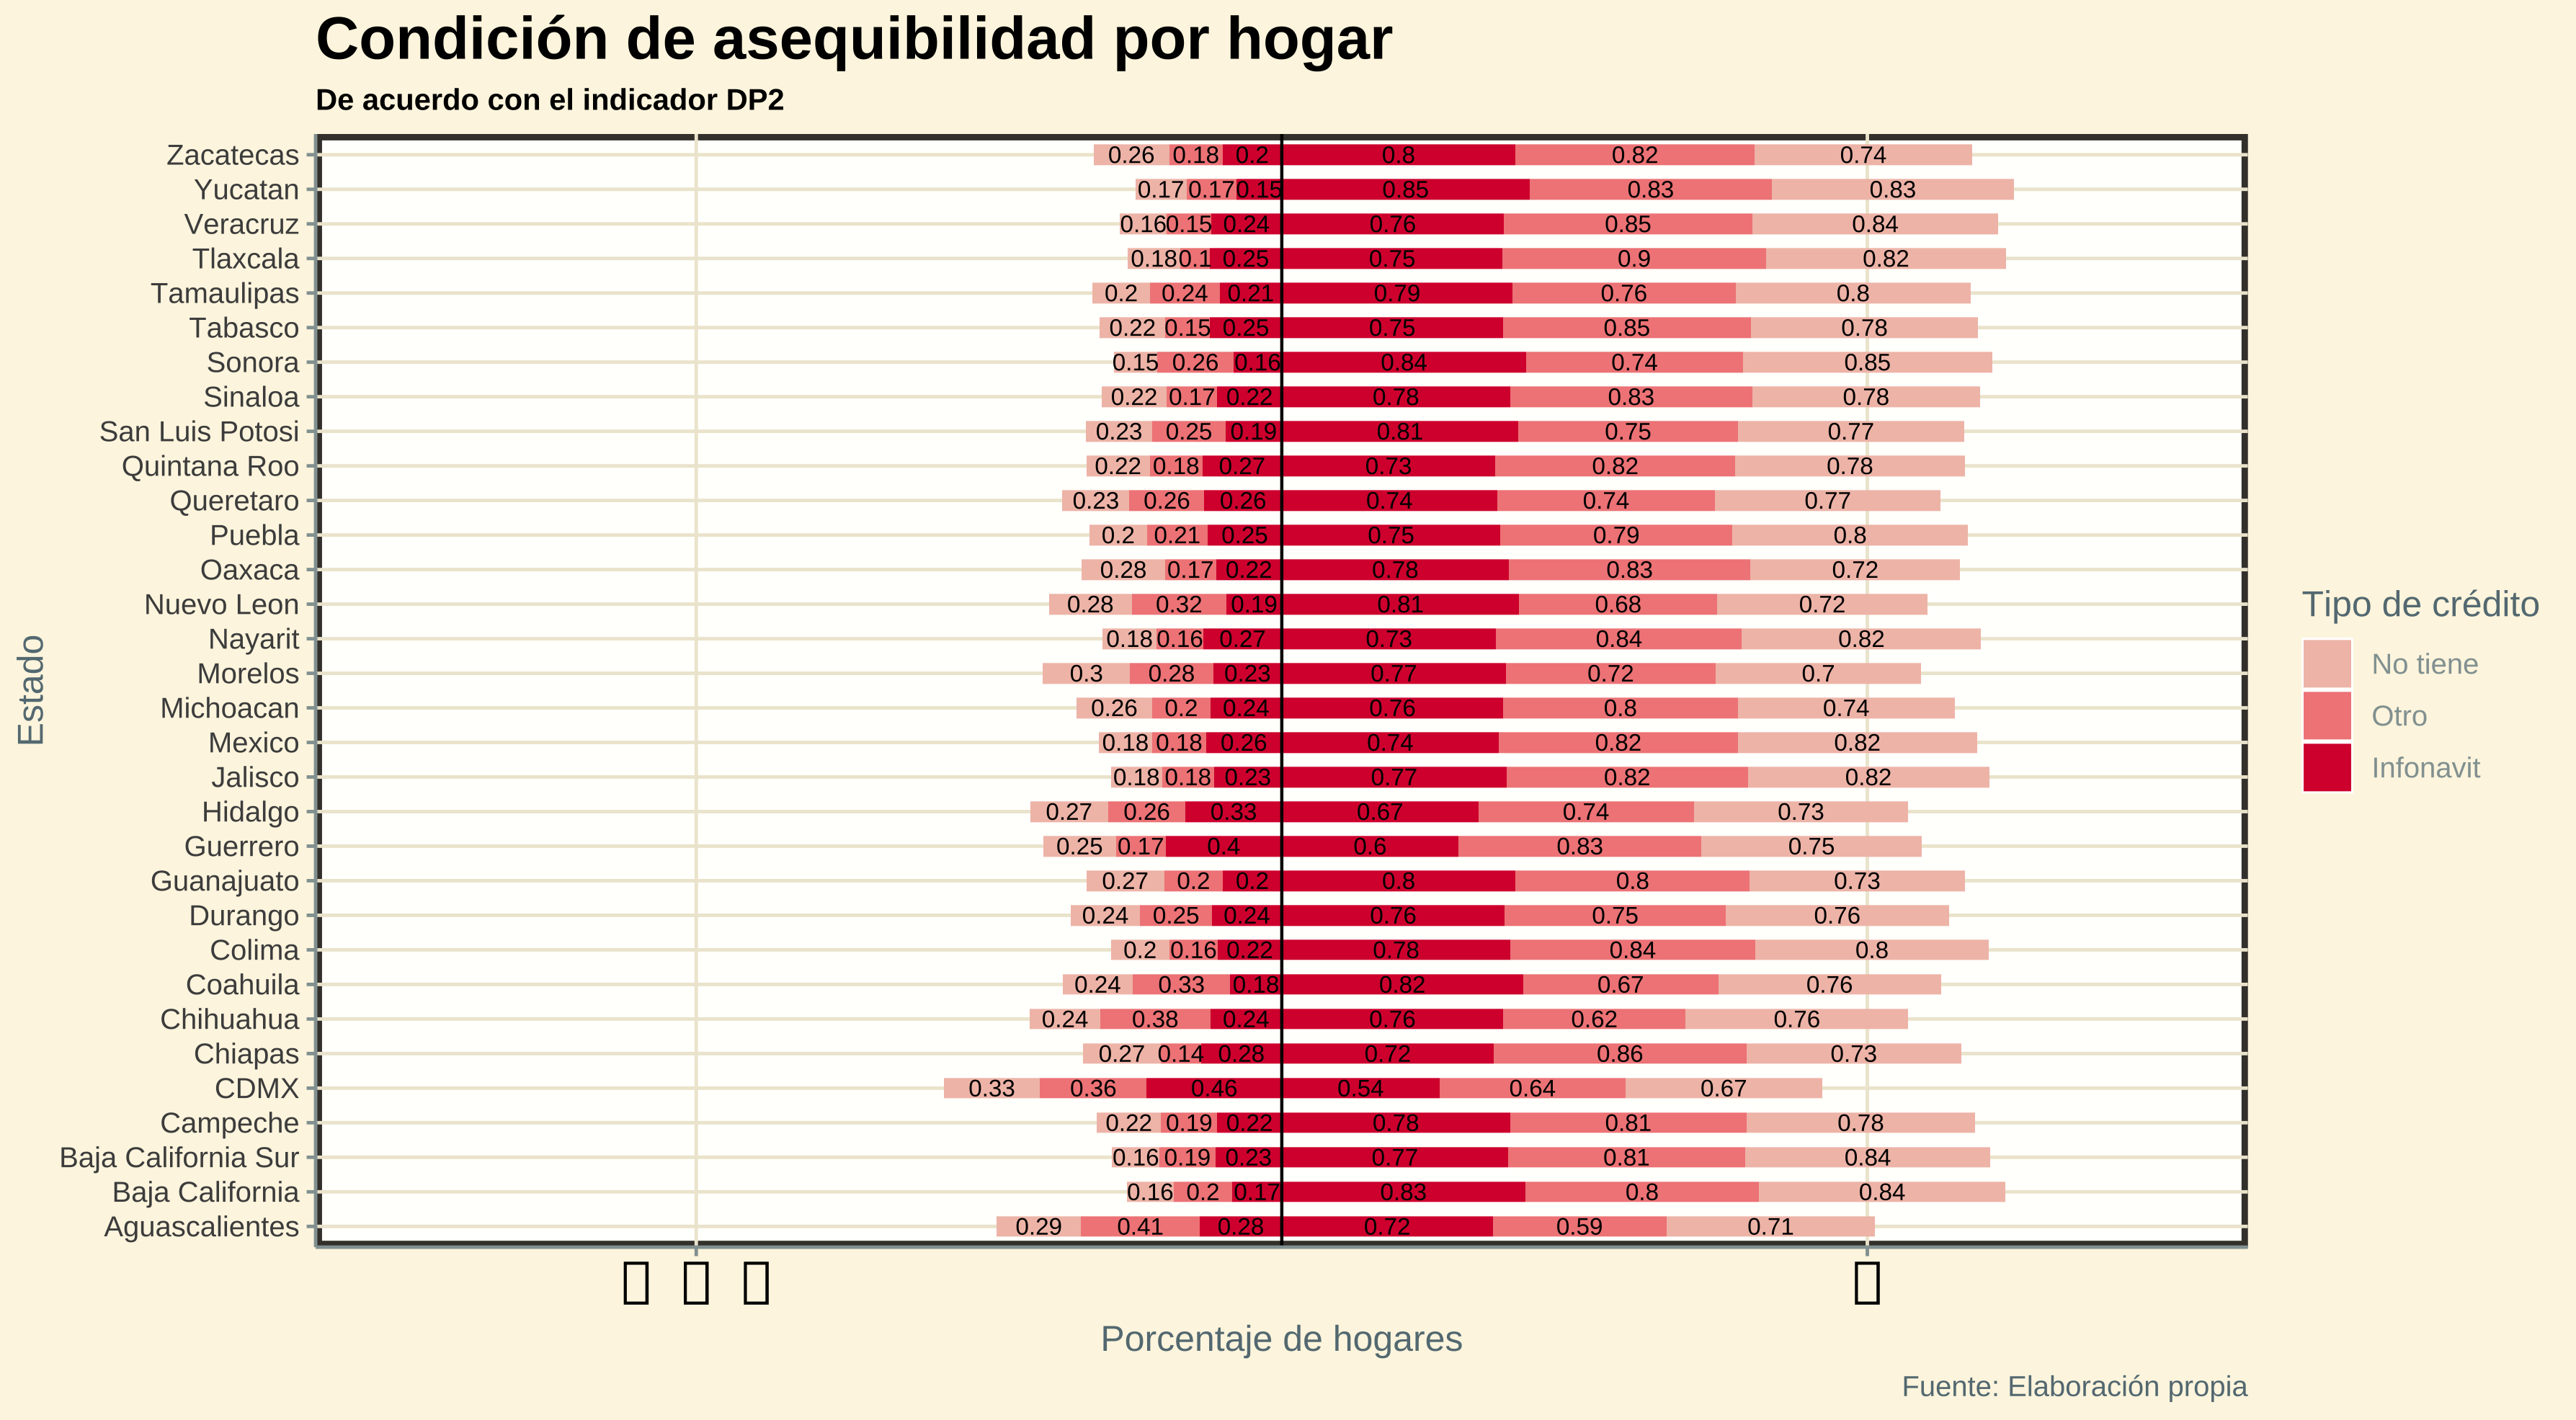 Condición de asequibilidad por hogar
De acuerdo con el indicador DP2
Zacatecas 0.26 0.18 0.2 0.8 0.82 0.74
Yucatan 0.17 0.17 0.15 0.85 0.83 0.83
Veracruz 0.16 0.15 0.24 0.76 0.85 0.84
Tlaxcala 0.18 0.1 0.25 0.75 0.9 0.82
Tamaulipas 0.2 0.24 0.21 0.79 0.76 0.8
Tabasco 0.22 0.15 0.25 0.75 0.85 0.78
Sonora 0.15 0.26 0.16 0.84 0.74 0.85
Sinaloa 0.22 0.17 0.22 0.78 0.83 0.78
San Luis Potosi 0.23 0.25 0.19 0.81 0.75 0.77
Quintana Roo 0.22 0.18 0.27 0.73 0.82 0.78
Queretaro 0.23 0.26 0.26 0.74 0.74 0.77
Puebla 0.2 0.21 0.25 0.75 0.79 0.8
Oaxaca 0.28 0.17 0.22 0.78 0.83 0.72
Nuevo Leon 0.28 0.32 0.19 0.81 0.68 0.72
Nayarit 0.18 0.16 0.27 0.73 0.84 0.82
Morelos 0.3 0.28 0.23 0.77 0.72 0.7
Michoacan 0.26 0.2 0.24 0.76 0.8 0.74
Mexico 0.18 0.18 0.26 0.74 0.82 0.82
Jalisco 0.18 0.18 0.23 0.77 0.82 0.82
Hidalgo 0.27 0.26 0.33 0.67 0.74 0.73
Guerrero 0.25 0.17 0.4 0.6 0.83 0.75
Guanajuato 0.27 0.2 0.2 0.8 0.8 0.73
Durango 0.24 0.25 0.24 0.76 0.75 0.76
Colima 0.2 0.16 0.22 0.78 0.84 0.8
Coahuila 0.24 0.33 0.18 0.82 0.67 0.76
Chihuahua 0.24 0.38 0.24 0.76 0.62 0.76
Chiapas 0.27 0.14 0.28 0.72 0.86 0.73
CDMX 0.33 0.36 0.46 0.54 0.64 0.67
Campeche 0.22 0.19 0.22 0.78 0.81 0.78
Baja California Sur 0.16 0.19 0.23 0.77 0.81 0.84
Baja California 0.16 0.2 0.17 0.83 0.8 0.84
Aguascalientes 0.29 0.41 0.28 0.72 0.59 0.71
Estado
Porcentaje de hogares
Tipo de crédito
No tiene
Otro
Infonavit
Fuente: Elaboración propia